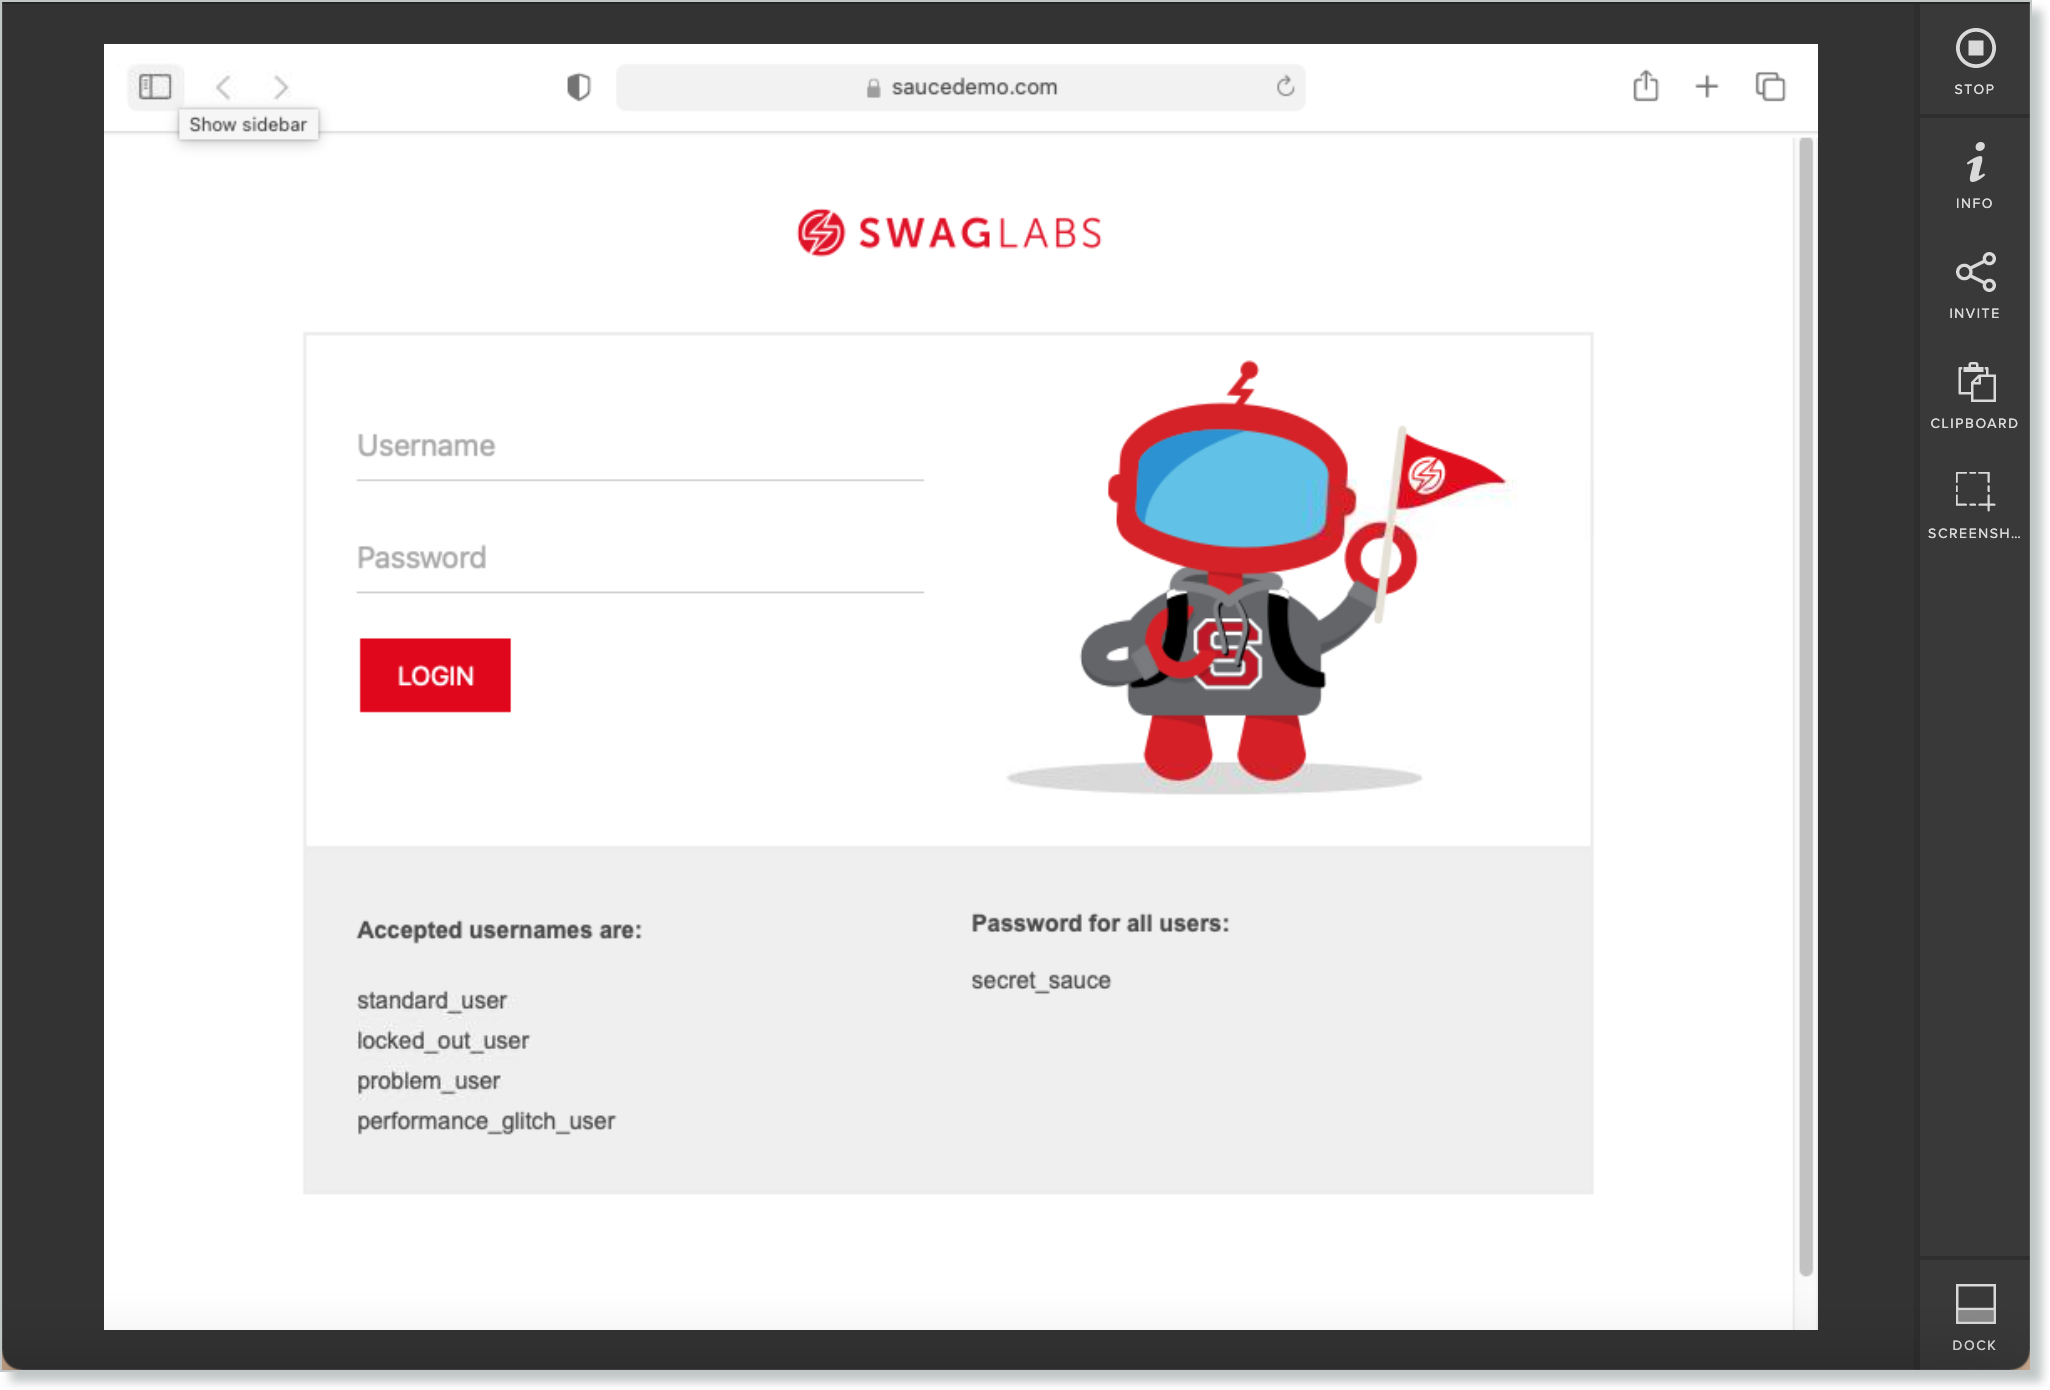 saucedemo.com
Show sidebar
STOP
INFO
INVITE
CLIPBOARD
SCREENSH...
SWAGLABS
Username
Password
LOGIN
S
Accepted usernames are:
standard_user
locked_out_user
problem_user
performance_glitch_user
Password for all users:
secret_sauce
DOCK